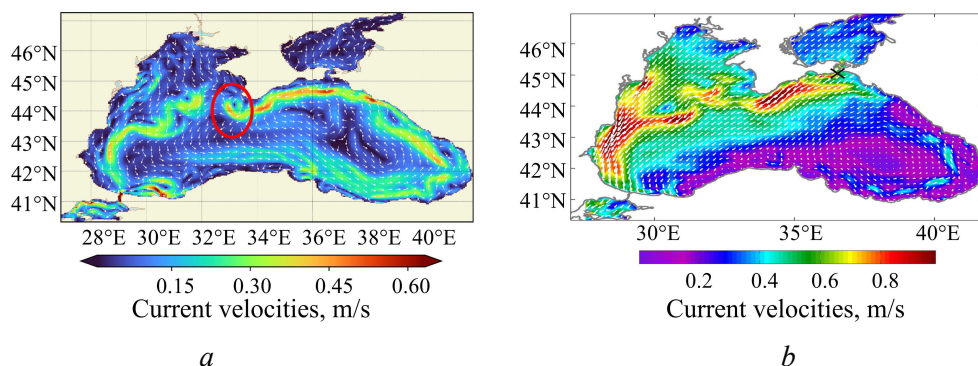 46°N
45°N
44°N
43°N
42°N
41°N
28°E 30°E 32°E 34°E 36°E 38°E 40°E
0.15 0.30 0.45 0.60
Current velocities, m/s
a
46°N
45°N
44°N
43°N
42°N
41°N
30°E 35°E 40°E
0.2 0.4 0.6 0.8
Current velocities, m/s
b